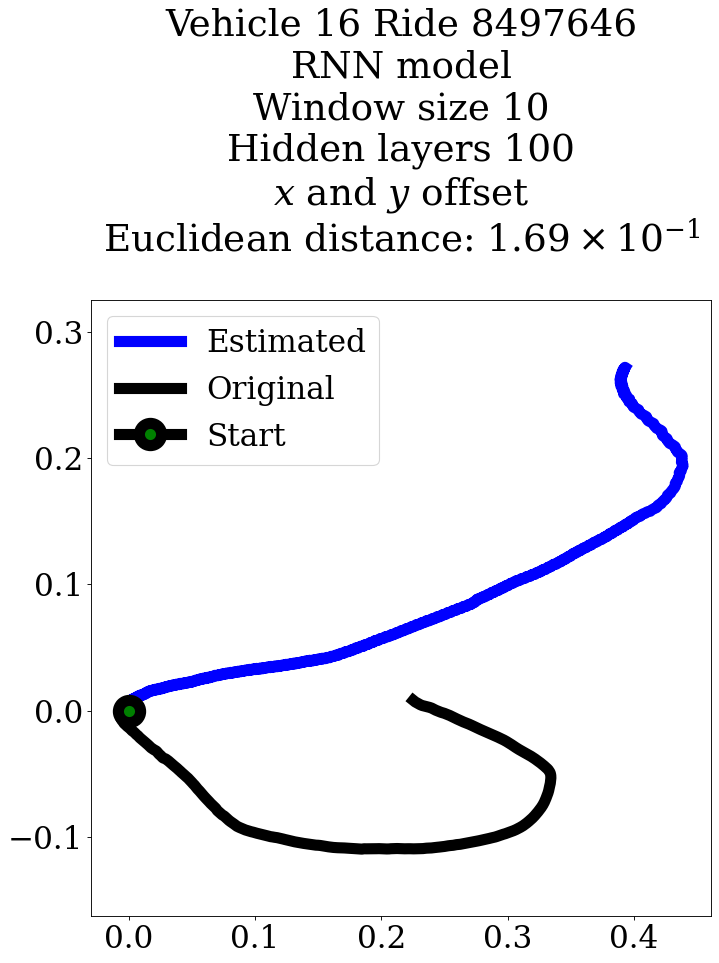 Vehicle 16 Ride 8497646
RNN model
Window size 10
Hidden layers 100
x and y offset
Euclidean distance: 1.69 × 10⁻¹
Estimated
Original
Start
0.3
0.2
0.1
0.0
−0.1
0.0 0.1 0.2 0.3 0.4